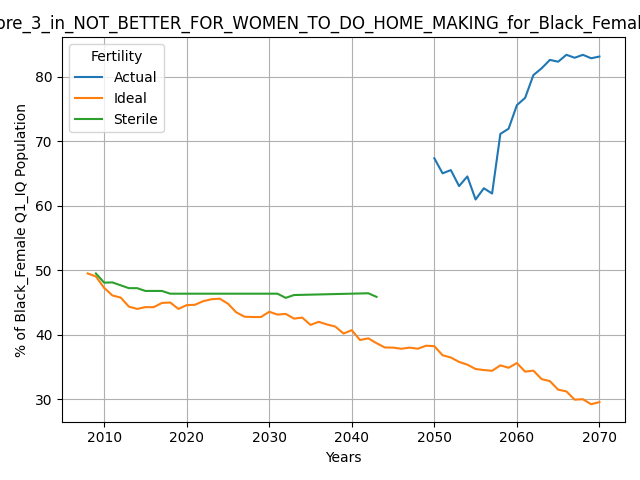 ore_3_in_NOT_BETTER_FOR_WOMEN_TO_DO_HOME_MAKING_for_Black_Femal
Fertility
Actual
Ideal
Sterile
% of Black_Female Q1_IQ Population
80
70
60
50
40
30
2010 2020 2030 2040 2050 2060 2070
Years